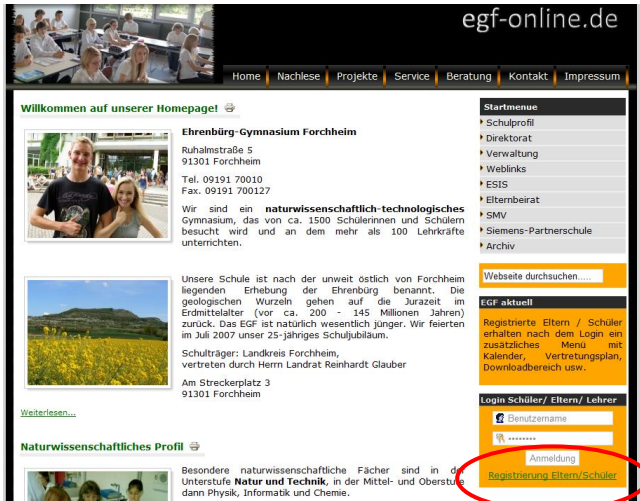 egf-online.de
Home Nachlese Projekte Service Beratung Kontakt Impressum
Willkommen auf unserer Homepage!
Ehrenbürg-Gymnasium Forchheim
Ruhalmstraße 5
91301 Forchheim
Tel. 09191 70010
Fax. 09191 700127
Wir sind ein naturwissenschaftlich-technologisches
Gymnasium, das von ca. 1500 Schülerinnen und Schülern
besucht wird und an dem mehr als 100 Lehrkräfte
unterrichten.
Unsere Schule ist nach der unweit östlich von Forchheim
liegenden Erhebung der Ehrenbürg benannt. Die
geologischen Wurzeln gehen auf die Jurazeit im
Erdmittelalter (vor ca. 200 - 145 Millionen Jahren)
zurück. Das EGF ist natürlich wesentlich jünger. Wir feierten
im Juli 2007 unser 25-jähriges Schuljubiläum.
Schulträger: Landkreis Forchheim,
vertreten durch Herrn Landrat Reinhardt Glauber
Am Streckerplatz 3
91301 Forchheim
Weiterlesen...
Naturwissenschaftliches Profil
Besondere naturwissenschaftliche Fächer sind in der
Unterstufe Natur und Technik, in der Mittel- und Oberstufe
dann Physik, Informatik und Chemie.
Startmenue
Schulprofil
Direktorat
Verwaltung
Weblinks
ESIS
Elternbeirat
SMV
Siemens-Partnerschule
Archiv
Webseite durchsuchen.....
EGF aktuell
Registrierte Eltern / Schüler
erhalten nach dem Login ein
zusätzliches Menü mit
Kalender, Vertretungsplan,
Downloadbereich usw.
Login Schüler/ Eltern/ Lehrer
Benutzername
••••••••
Anmeldung
Registrierung Eltern/Schüler